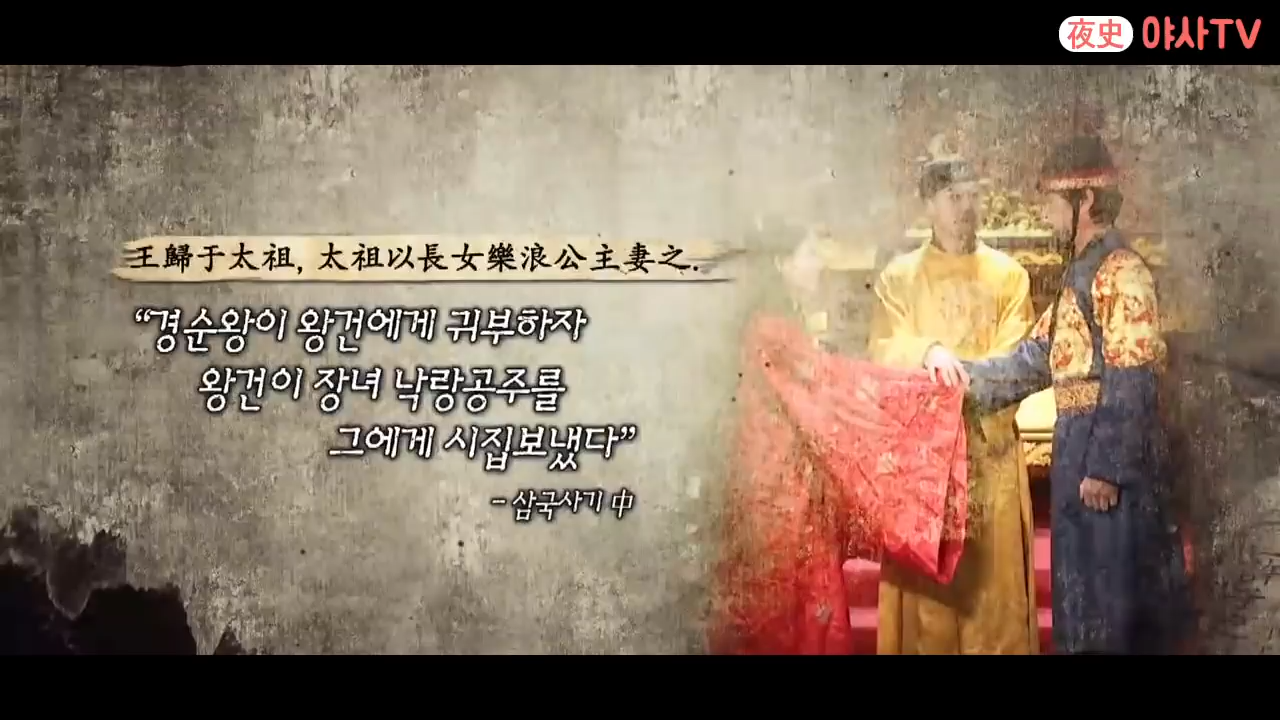 夜史 야사TV
王歸于太祖, 太祖以長女樂浪公主妻之.
“경순왕이 왕건에게 귀부하자
왕건이 장녀 낙랑공주를
그에게 시집보냈다”
- 삼국사기 中